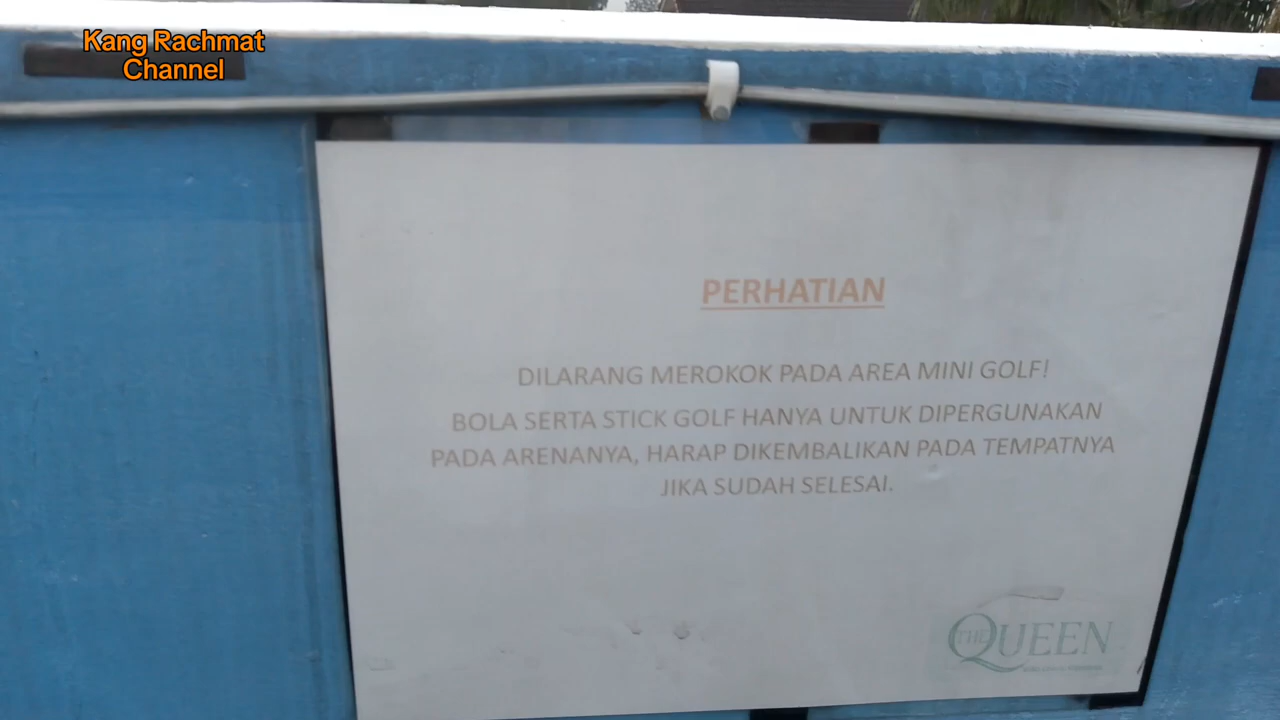 Kang Rachmat
Channel
PERHATIAN
DILARANG MEROKOK PADA AREA MINI GOLF!
BOLA SERTA STICK GOLF HANYA UNTUK DIPERGUNAKAN
PADA ARENANYA, HARAP DIKEMBALIKAN PADA TEMPATNYA
JIKA SUDAH SELESAI.
THE QUEEN